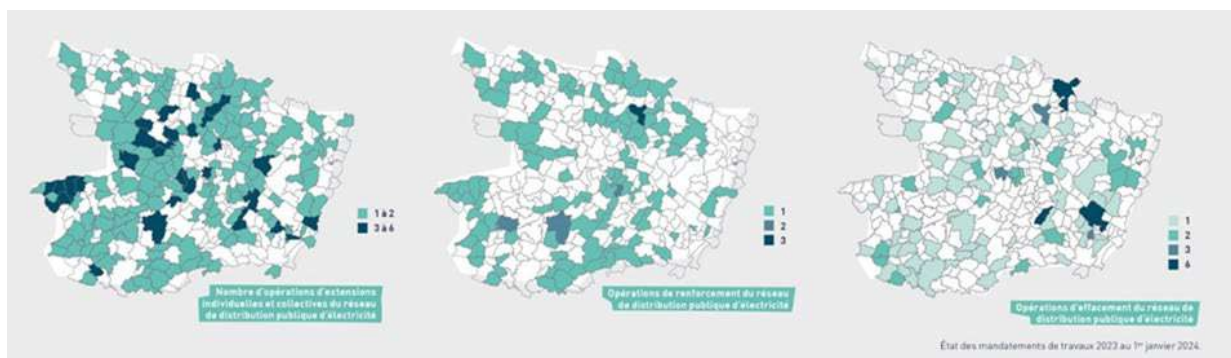 1 à 2
3 à 6
Nombre d'opérations d'extensions
individuelles et collectives du réseau
de distribution publique d'électricité
1
2
3
Opérations de renforcement du réseau
de distribution publique d'électricité
1
2
3
6
Opérations d'effacement du réseau de
distribution publique d'électricité
État des mandatements de travaux 2023 au 1er janvier 2024.